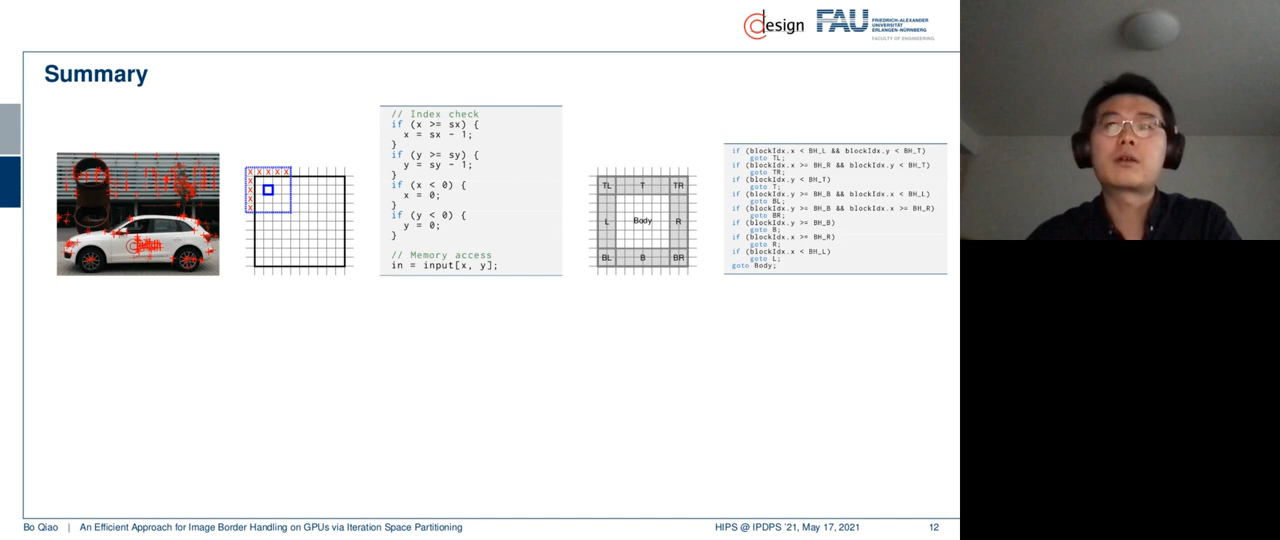 design FAU FRIEDRICH-ALEXANDER
UNIVERSITÄT
ERLANGEN-NÜRNBERG
FACULTY OF ENGINEERING
Summary
X X X X X
X
X
X
X
// Index check
if (x >= sx) {
x = sx - 1;
}
if (y >= sy) {
y = sy - 1;
}
if (x < 0) {
x = 0;
}
if (y < 0) {
y = 0;
}
// Memory access
in = input[x, y];
TL T TR
L Body R
BL B BR
if (blockIdx.x < BH_L && blockIdx.y < BH_T)
goto TL;
if (blockIdx.x >= BH_R && blockIdx.y < BH_T)
goto TR;
if (blockIdx.y < BH_T)
goto T;
if (blockIdx.y >= BH_B && blockIdx.x < BH_L)
goto BL;
if (blockIdx.y >= BH_B && blockIdx.x >= BH_R)
goto BR;
if (blockIdx.y >= BH_B)
goto B;
if (blockIdx.x >= BH_R)
goto R;
if (blockIdx.x < BH_L)
goto L;
goto Body;
Bo Qiao | An Efficient Approach for Image Border Handling on GPUs via Iteration Space Partitioning HIPS @ IPDPS '21, May 17, 2021 12